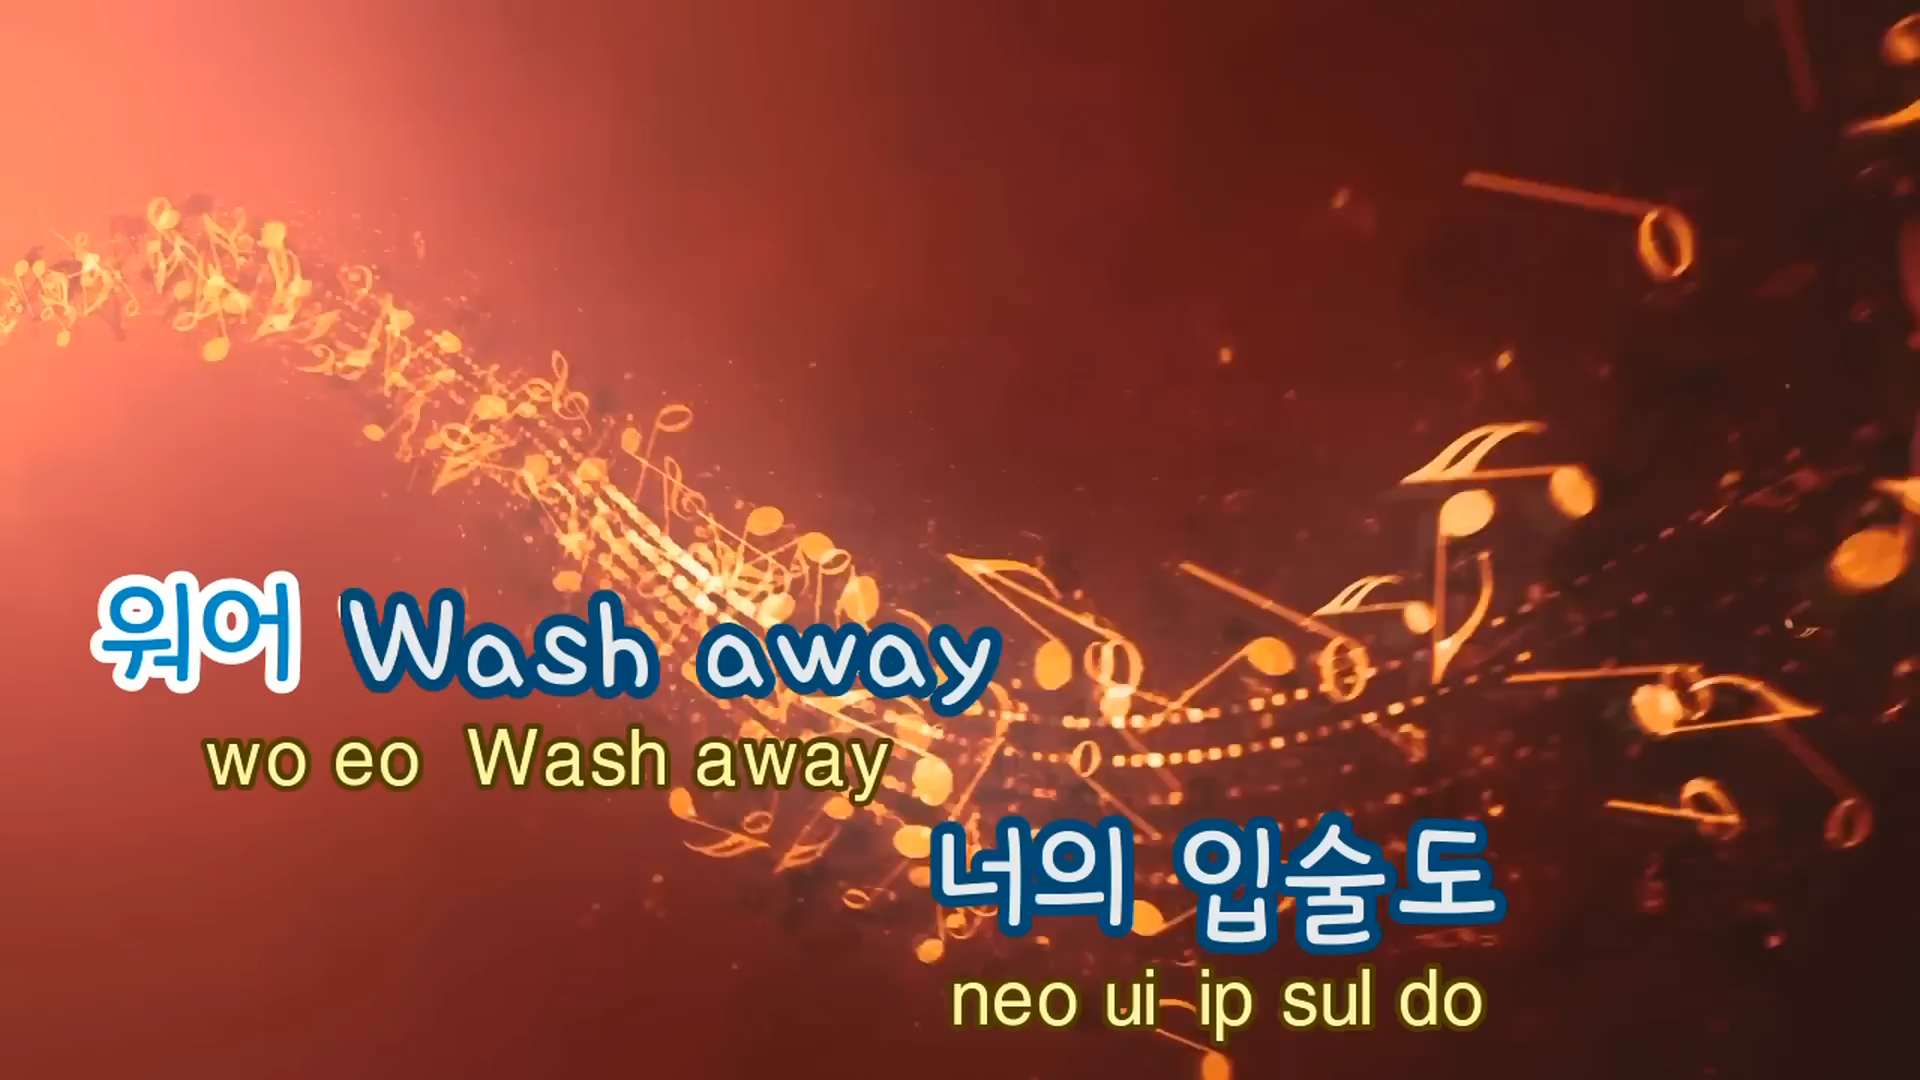 워어 Wash away
wo eo Wash away
너의 입술도
neo ui ip sul do